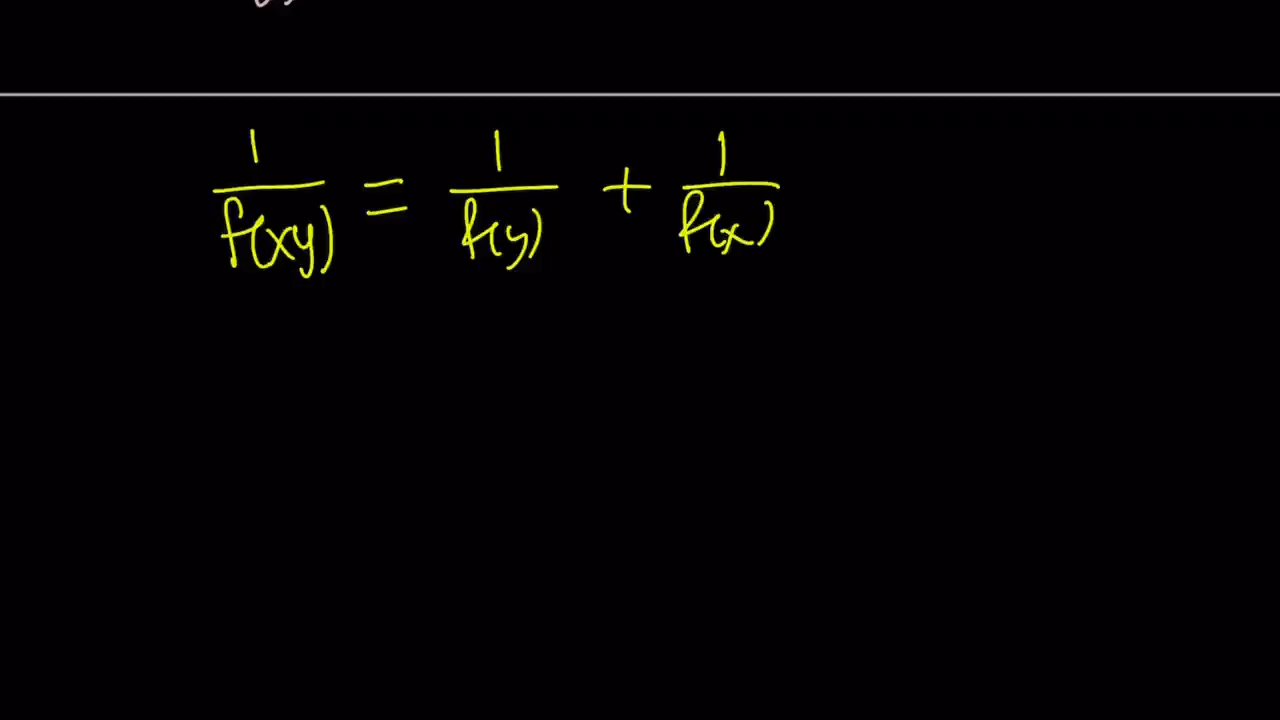 1/f(xy) = 1/f(y) + 1/f(x)